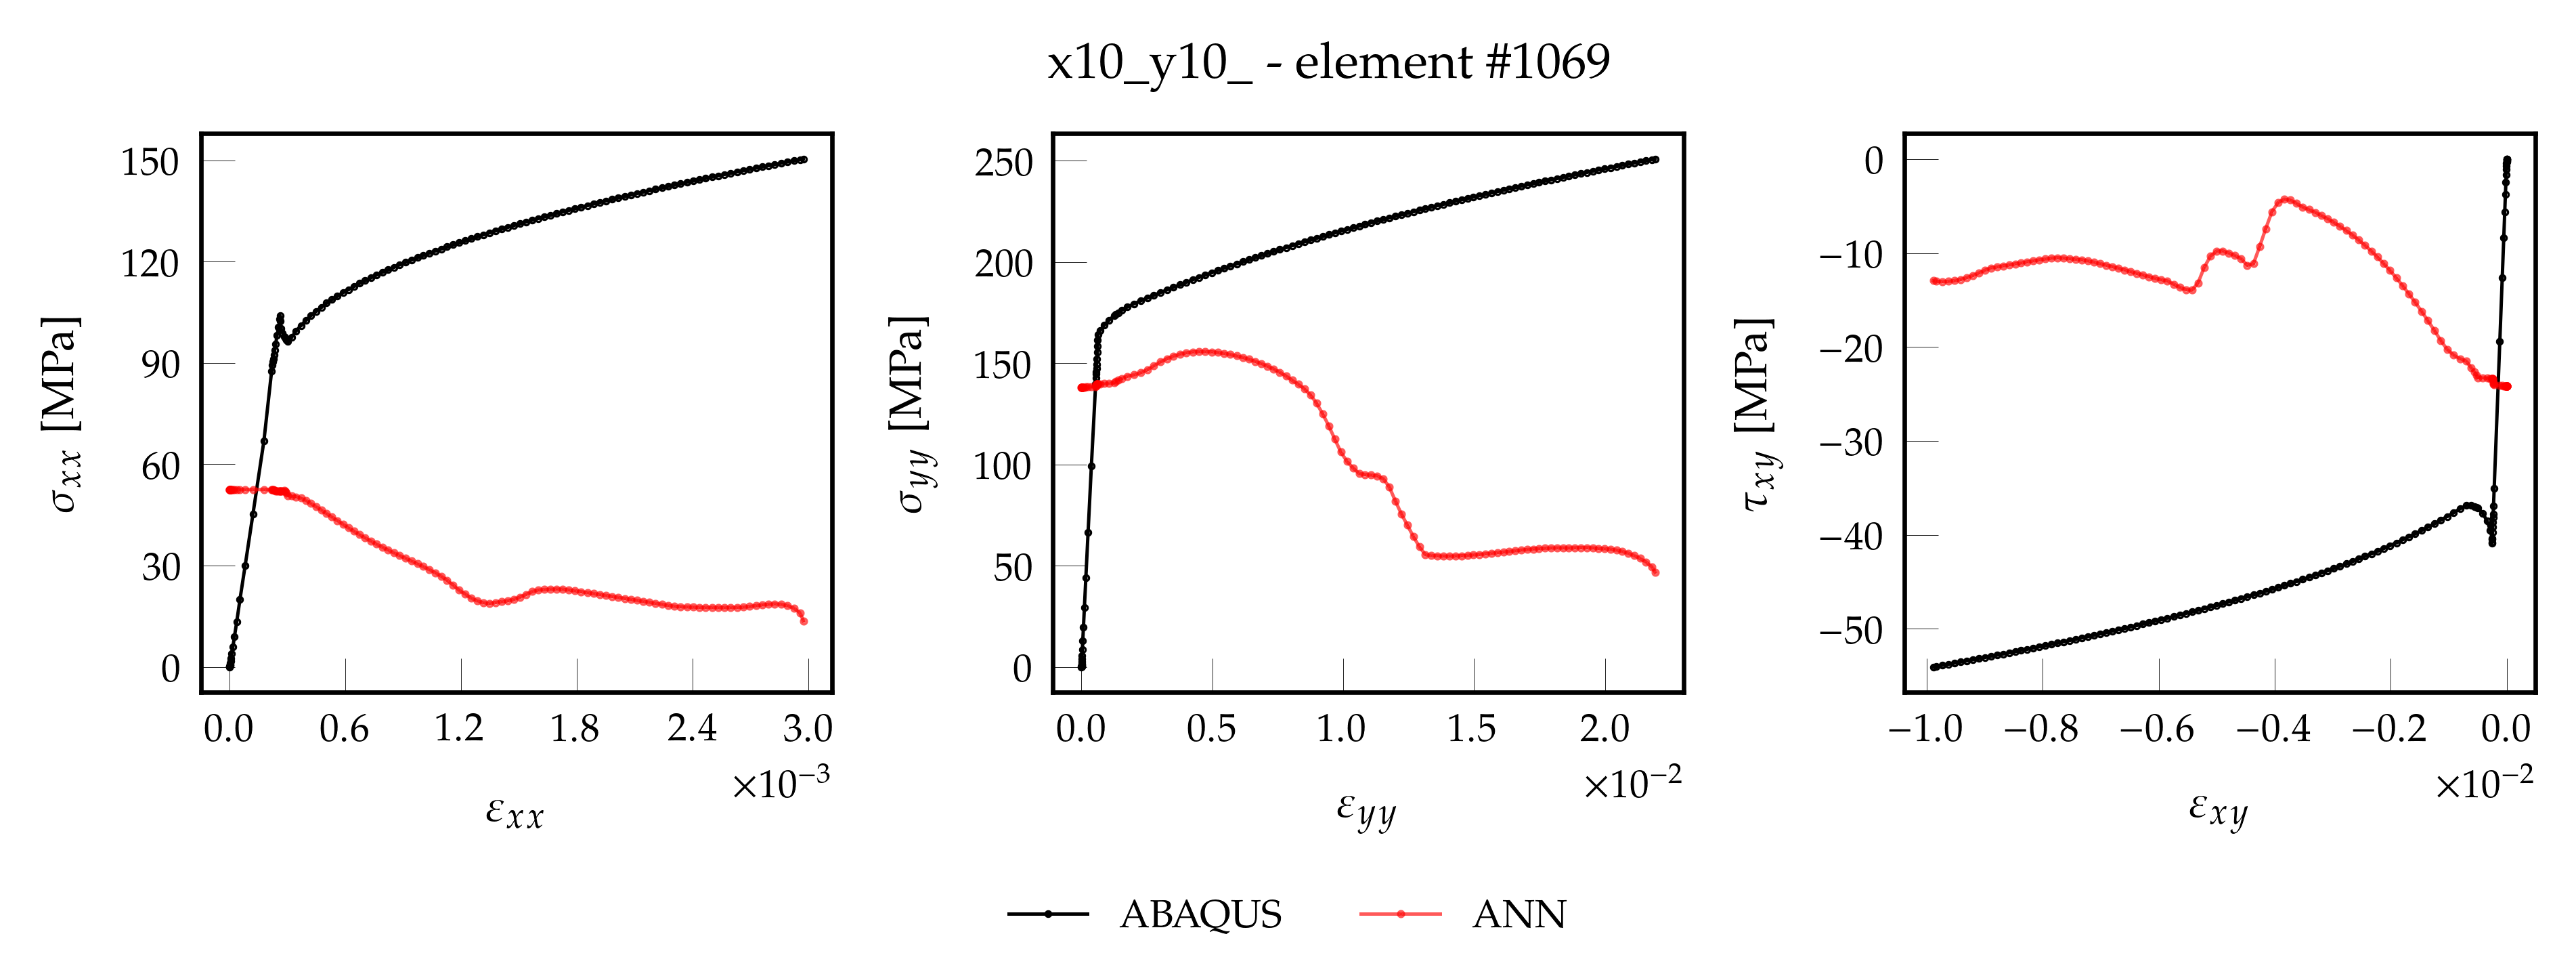 x10_y10_ - element #1069
σxx [MPa]
150
120
90
60
30
0
0.0 0.6 1.2 1.8 2.4 3.0
×10⁻³
εxx
σyy [MPa]
250
200
150
100
50
0
0.0 0.5 1.0 1.5 2.0
×10⁻²
εyy
τxy [MPa]
0
−10
−20
−30
−40
−50
−1.0 −0.8 −0.6 −0.4 −0.2 0.0
×10⁻²
εxy
ABAQUS ANN